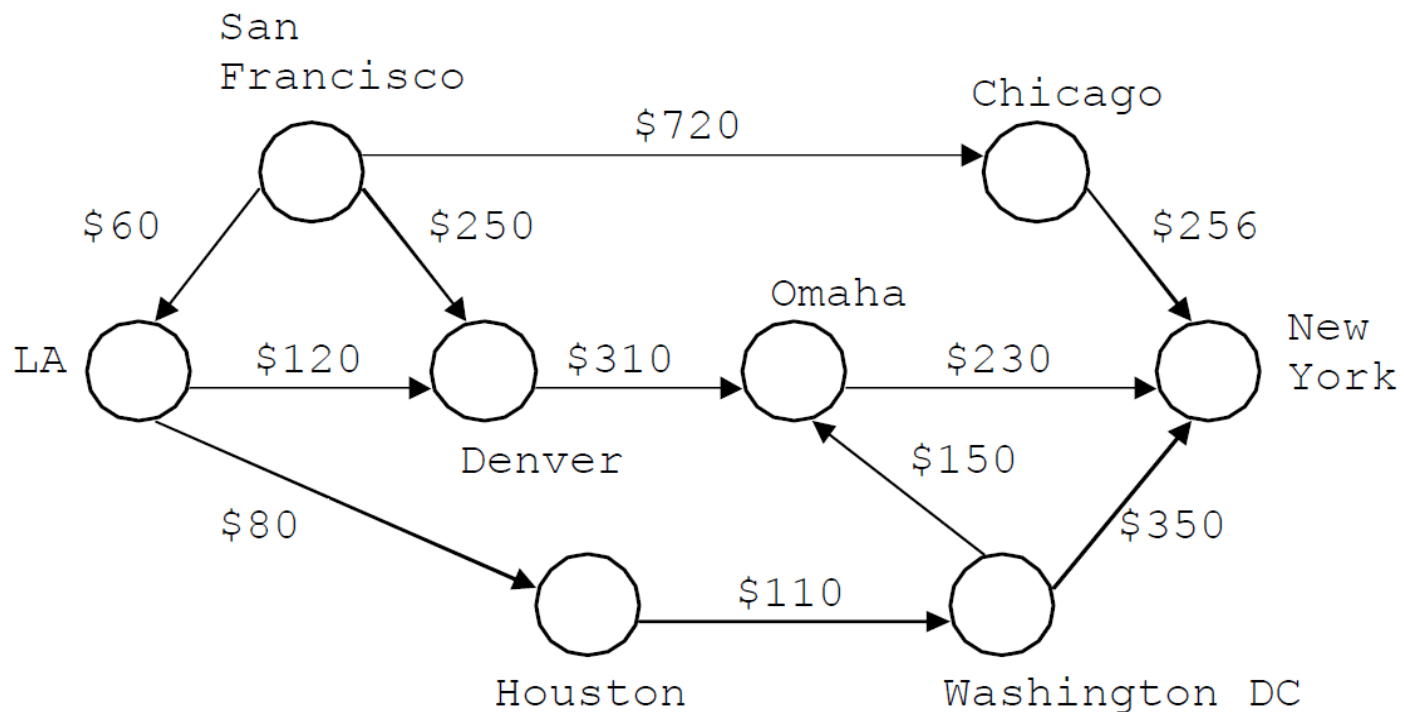 San
Francisco
Chicago
$720
$60
$250
$256
Omaha
New
York
LA
$120
$310
$230
Denver
$150
$80
$350
$110
Houston
Washington DC